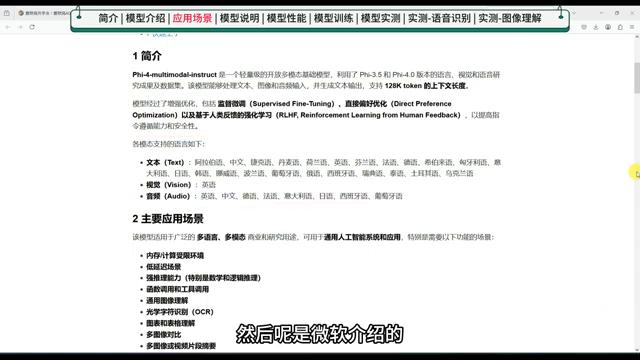 简介 | 模型介绍 | 应用场景 | 模型说明 | 模型性能 | 模型训练 | 模型实测 | 实测-语音识别 | 实测-图像理解
1 简介
Phi-4-multimodal-instruct 是一个轻量级的开放多模态基础模型，利用了 Phi-3.5 和 Phi-4.0 版本的语言、视觉和语音研
究成果及数据集。该模型能够处理文本、图像和音频输入，并生成文本输出，支持 128K token 的上下文长度。
模型经过了增强优化，包括 监督微调（Supervised Fine-Tuning）、直接偏好优化（Direct Preference
Optimization）以及基于人类反馈的强化学习（RLHF, Reinforcement Learning from Human Feedback），以提高指
令遵循能力和安全性。
各模态支持的语言如下：
• 文本（Text）：阿拉伯语、中文、捷克语、丹麦语、荷兰语、英语、芬兰语、法语、德语、希伯来语、匈牙利语、意
大利语、日语、韩语、挪威语、波兰语、葡萄牙语、俄语、西班牙语、瑞典语、泰语、土耳其语、乌克兰语
• 视觉（Vision）：英语
• 音频（Audio）：英语、中文、德语、法语、意大利语、日语、西班牙语、葡萄牙语
2 主要应用场景
该模型适用于广泛的 多语言、多模态 商业和研究用途，可用于通用人工智能系统和应用，特别是需要以下功能的场景：
• 内存/计算受限环境
• 低延迟场景
• 强推理能力（特别是数学和逻辑推理）
• 函数调用和工具调用
• 通用图像理解
• 光学字符识别（OCR）
• 图表和表格理解
• 多图像对比
• 多图像或视频片段摘要
然后呢是微软介绍的